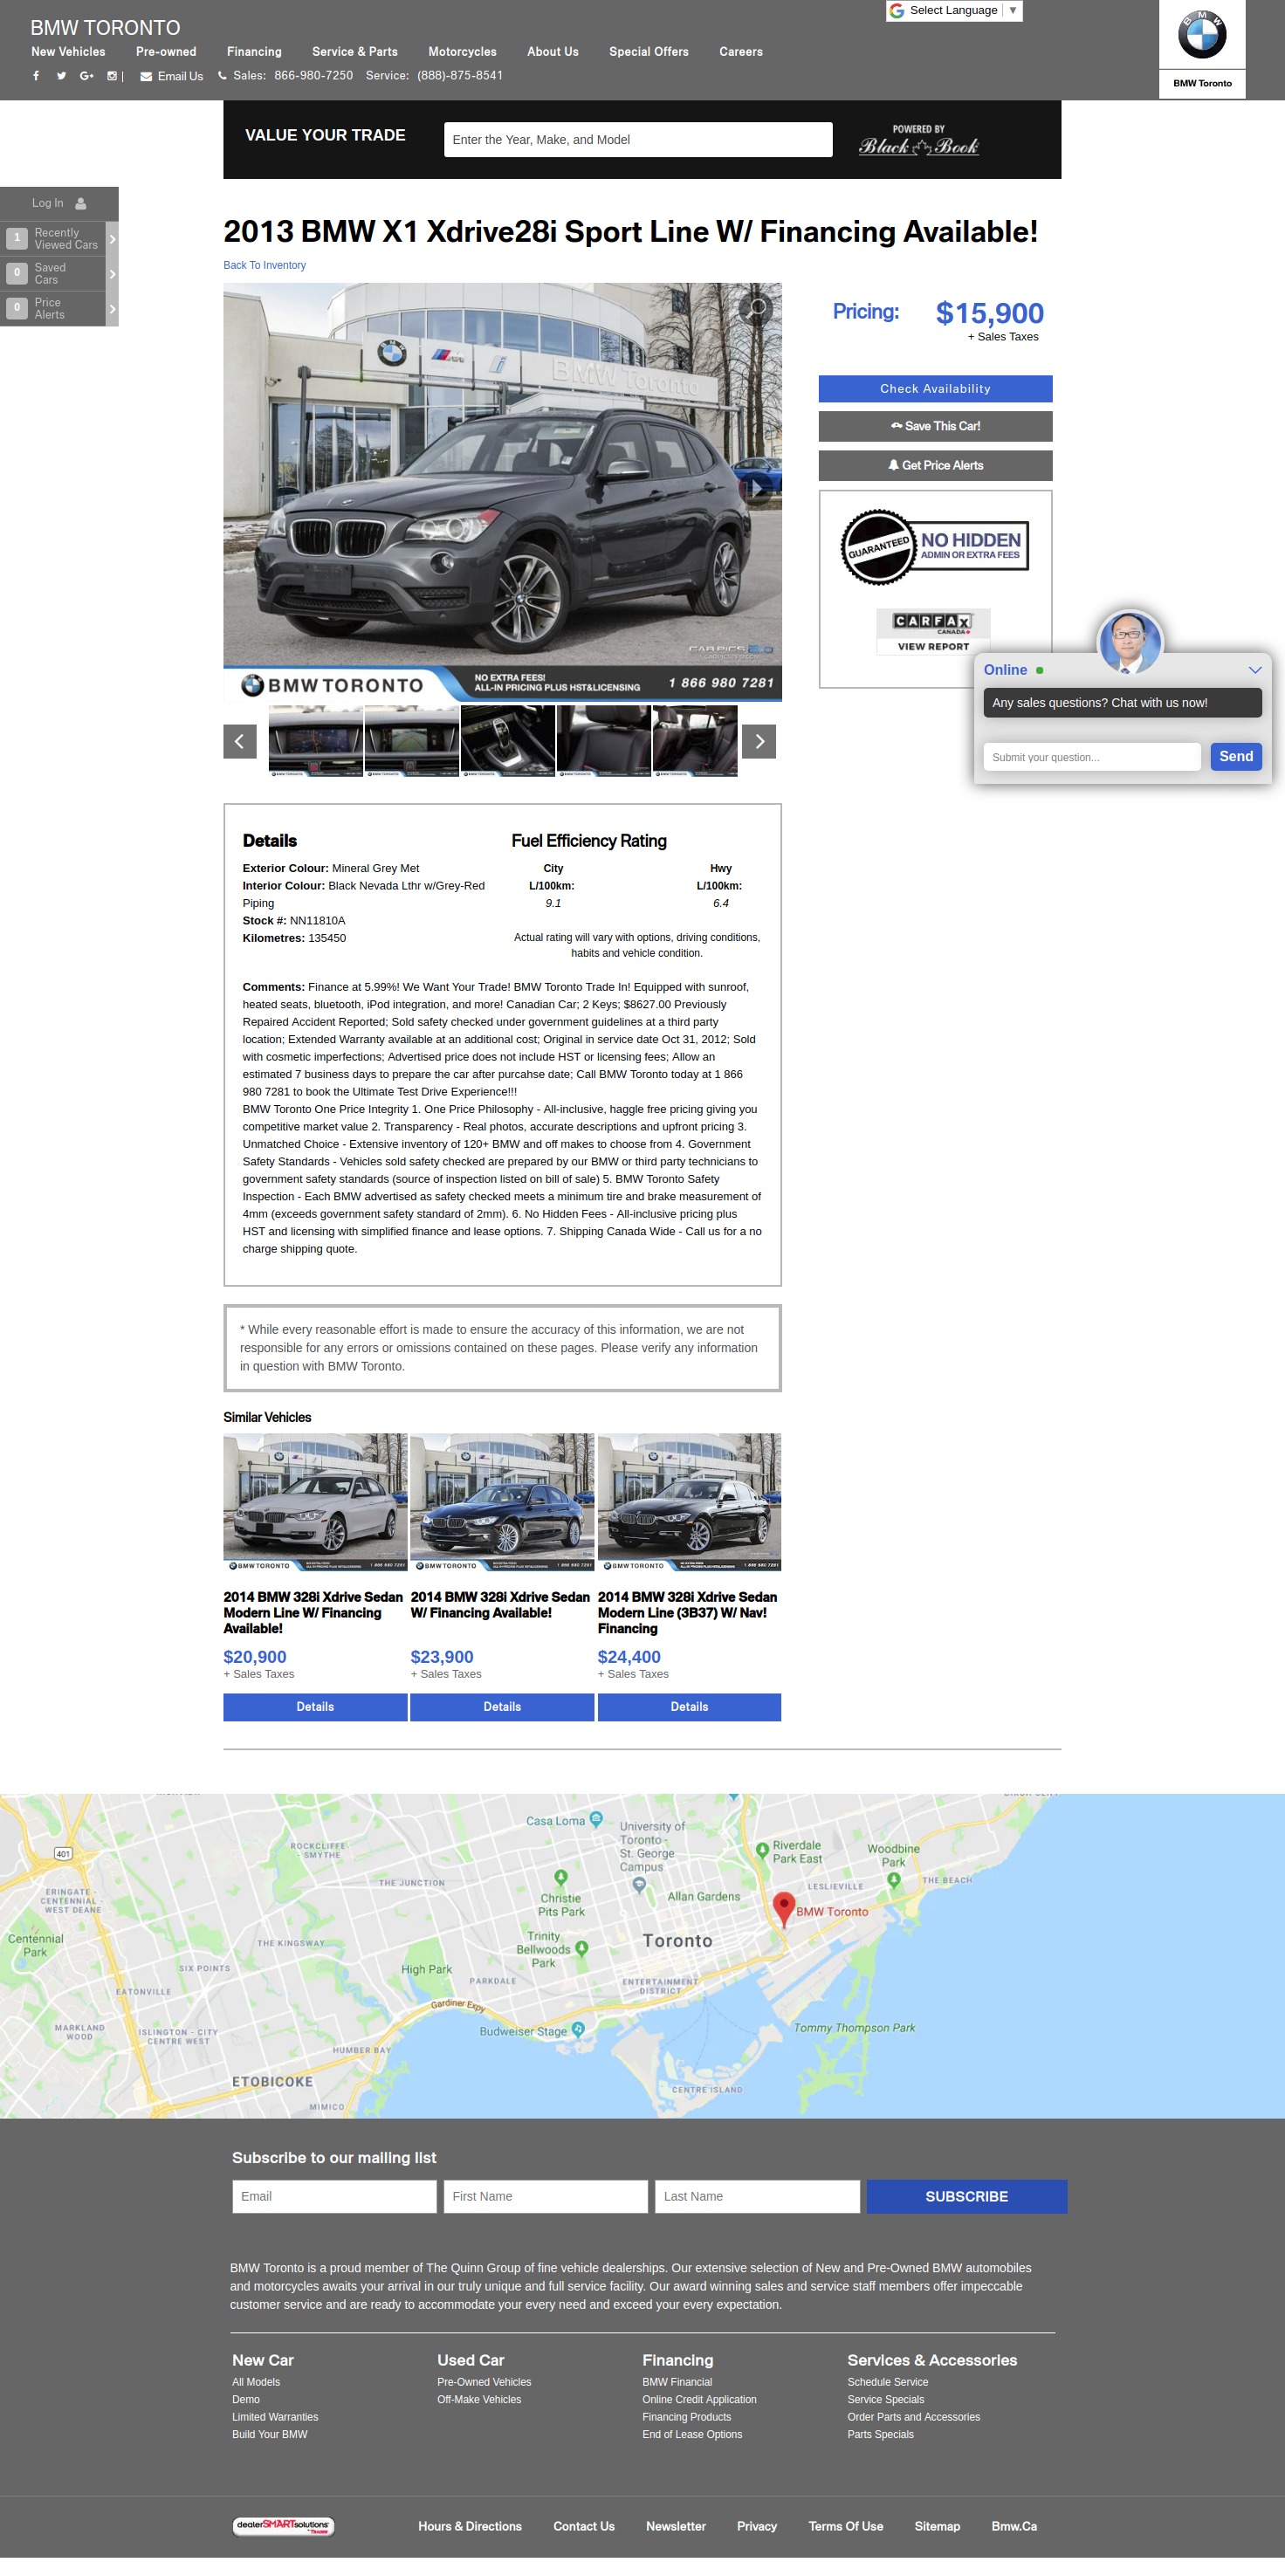 BMW TORONTO
Select Language ▼
New Vehicles Pre-owned Financing Service & Parts Motorcycles About Us Special Offers Careers
Email Us Sales: 866-980-7250 Service: (888)-875-8541
BMW Toronto
VALUE YOUR TRADE
Enter the Year, Make, and Model
POWERED BY
Black Book
Log In
1 Recently
Viewed Cars
0 Saved
Cars
0 Price
Alerts
2013 BMW X1 Xdrive28i Sport Line W/ Financing Available!
Back To Inventory
BMW Toronto
BMW TORONTO
NO EXTRA FEES!
ALL-IN PRICING PLUS HST&LICENSING
1 866 980 7281
Pricing: $15,900
+ Sales Taxes
Check Availability
Save This Car!
Get Price Alerts
GUARANTEED
NO HIDDEN
ADMIN OR EXTRA FEES
CARFAX
CANADA
VIEW REPORT
Online
Any sales questions? Chat with us now!
Submit your question...
Send
Details
Exterior Colour: Mineral Grey Met
Interior Colour: Black Nevada Lthr w/Grey-Red
Piping
Stock #: NN11810A
Kilometres: 135450
Fuel Efficiency Rating
City Hwy
L/100km: L/100km:
9.1 6.4
Actual rating will vary with options, driving conditions,
habits and vehicle condition.
Comments: Finance at 5.99%! We Want Your Trade! BMW Toronto Trade In! Equipped with sunroof,
heated seats, bluetooth, iPod integration, and more! Canadian Car; 2 Keys; $8627.00 Previously
Repaired Accident Reported; Sold safety checked under government guidelines at a third party
location; Extended Warranty available at an additional cost; Original in service date Oct 31, 2012; Sold
with cosmetic imperfections; Advertised price does not include HST or licensing fees; Allow an
estimated 7 business days to prepare the car after purcahse date; Call BMW Toronto today at 1 866
980 7281 to book the Ultimate Test Drive Experience!!!
BMW Toronto One Price Integrity 1. One Price Philosophy - All-inclusive, haggle free pricing giving you
competitive market value 2. Transparency - Real photos, accurate descriptions and upfront pricing 3.
Unmatched Choice - Extensive inventory of 120+ BMW and off makes to choose from 4. Government
Safety Standards - Vehicles sold safety checked are prepared by our BMW or third party technicians to
government safety standards (source of inspection listed on bill of sale) 5. BMW Toronto Safety
Inspection - Each BMW advertised as safety checked meets a minimum tire and brake measurement of
4mm (exceeds government safety standard of 2mm). 6. No Hidden Fees - All-inclusive pricing plus
HST and licensing with simplified finance and lease options. 7. Shipping Canada Wide - Call us for a no
charge shipping quote.
* While every reasonable effort is made to ensure the accuracy of this information, we are not
responsible for any errors or omissions contained on these pages. Please verify any information
in question with BMW Toronto.
Similar Vehicles
BMW TORONTO 1 866 980 7281
BMW TORONTO 1 866 980 7281
BMW TORONTO 1 866 980 7281
2014 BMW 328i Xdrive Sedan
Modern Line W/ Financing
Available!
$20,900
+ Sales Taxes
Details
2014 BMW 328i Xdrive Sedan
W/ Financing Available!
$23,900
+ Sales Taxes
Details
2014 BMW 328i Xdrive Sedan
Modern Line (3B37) W/ Nav!
Financing
$24,400
+ Sales Taxes
Details
401
ROCKCLIFFE
- SMYTHE
Casa Loma
University of
Toronto -
St. George
Campus
Riverdale
Park East
Woodbine
Park
THE BEACH
LESLIEVILLE
ERINGATE -
CENTENNIAL -
WEST DEANE
THE JUNCTION
Christie
Pits Park
Allan Gardens
BMW Toronto
Centennial
Park
THE KINGSWAY
Trinity
Bellwoods
Park
Toronto
SIX POINTS
High Park
PARKDALE
ENTERTAINMENT
DISTRICT
EATONVILLE
Gardiner Expy
MARKLAND
WOOD
ISLINGTON - CITY
CENTRE WEST
Budweiser Stage
Tommy Thompson Park
HUMBER BAY
ETOBICOKE
CENTRE ISLAND
MIMICO
Subscribe to our mailing list
Email First Name Last Name SUBSCRIBE
BMW Toronto is a proud member of The Quinn Group of fine vehicle dealerships. Our extensive selection of New and Pre-Owned BMW automobiles
and motorcycles awaits your arrival in our truly unique and full service facility. Our award winning sales and service staff members offer impeccable
customer service and are ready to accommodate your every need and exceed your every expectation.
New Car
All Models
Demo
Limited Warranties
Build Your BMW
Used Car
Pre-Owned Vehicles
Off-Make Vehicles
Financing
BMW Financial
Online Credit Application
Financing Products
End of Lease Options
Services & Accessories
Schedule Service
Service Specials
Order Parts and Accessories
Parts Specials
dealerSMARTsolutions
Hours & Directions Contact Us Newsletter Privacy Terms Of Use Sitemap Bmw.Ca